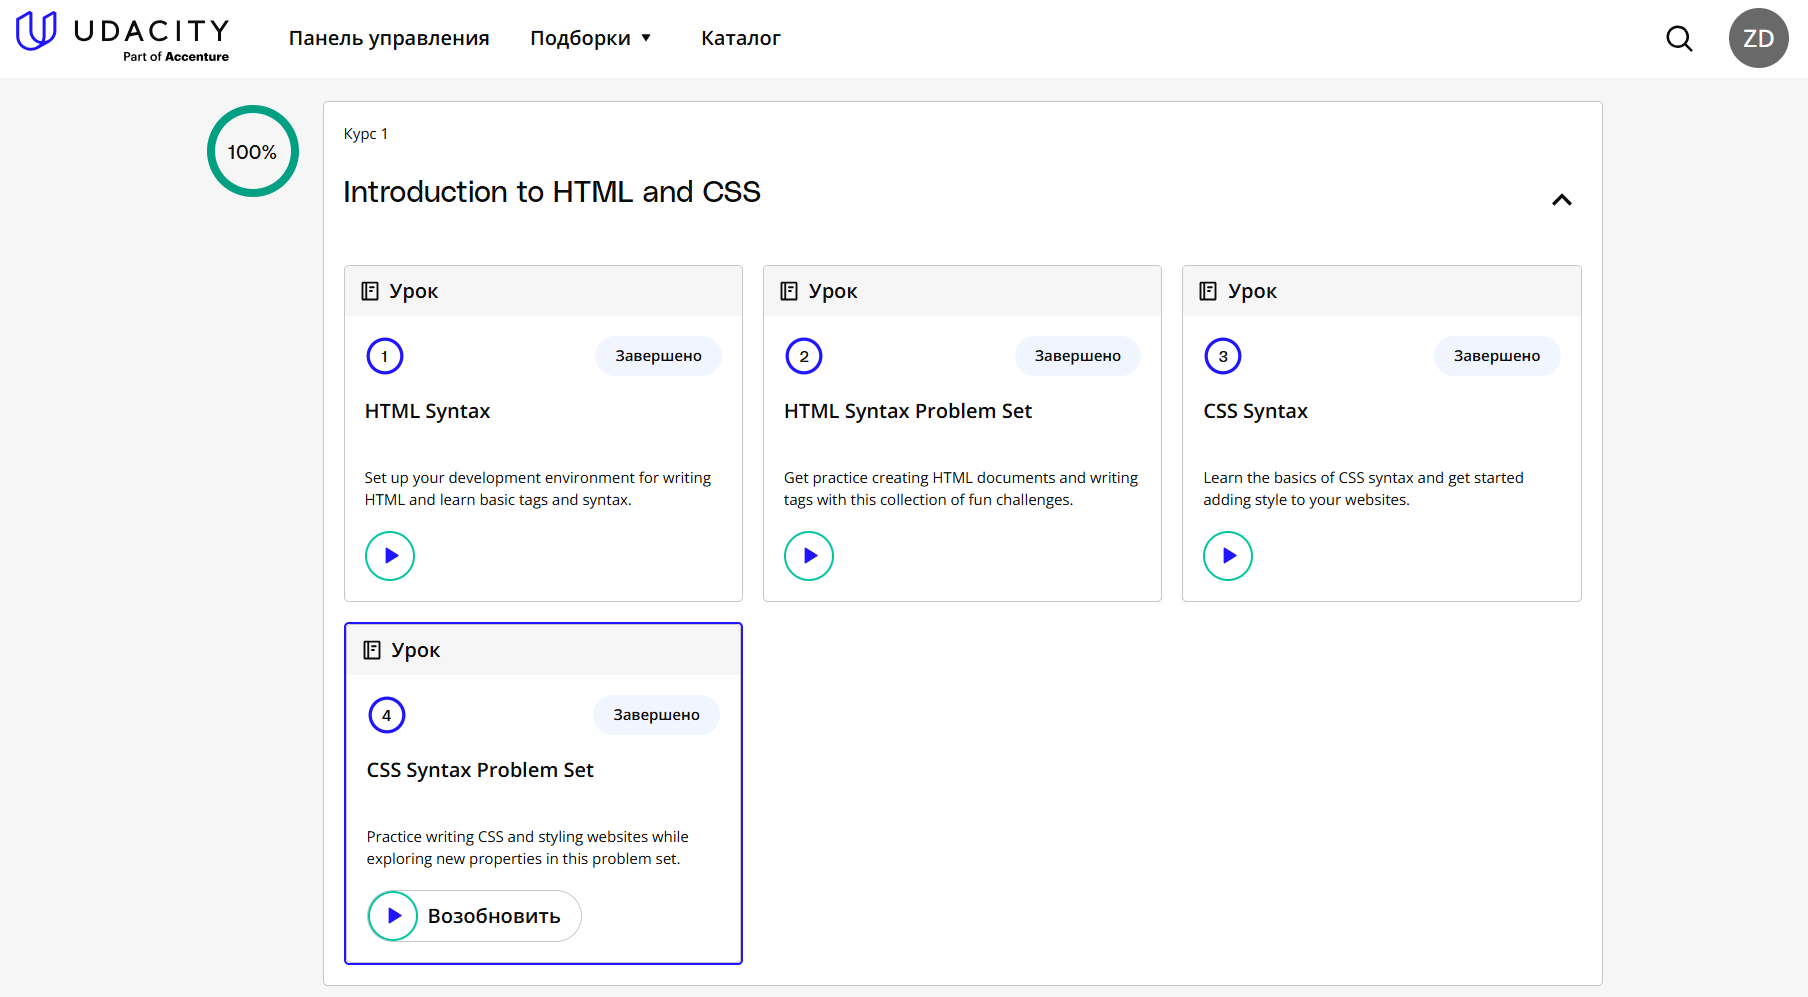 UDACITY
Part of Accenture
Панель управления
Подборки
Каталог
ZD
100%
Курс 1
Introduction to HTML and CSS
Урок
1
Завершено
HTML Syntax
Set up your development environment for writing
HTML and learn basic tags and syntax.
Урок
2
Завершено
HTML Syntax Problem Set
Get practice creating HTML documents and writing
tags with this collection of fun challenges.
Урок
3
Завершено
CSS Syntax
Learn the basics of CSS syntax and get started
adding style to your websites.
Урок
4
Завершено
CSS Syntax Problem Set
Practice writing CSS and styling websites while
exploring new properties in this problem set.
Возобновить